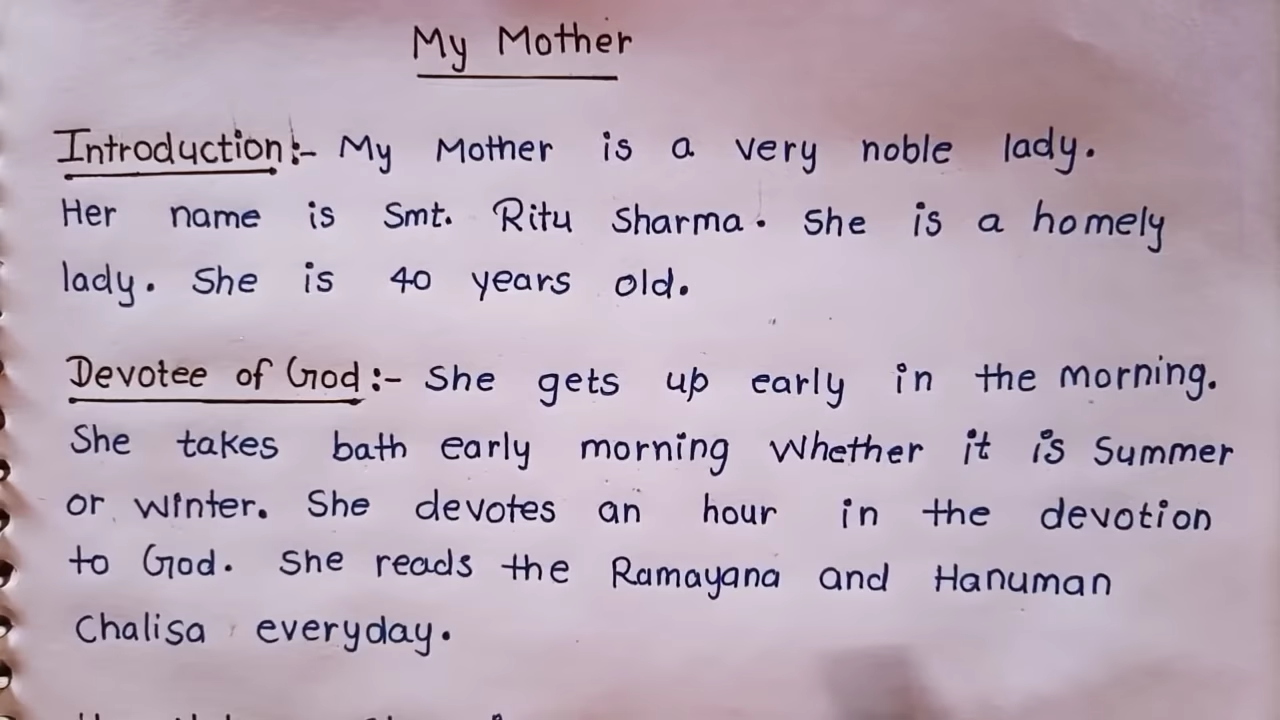 My Mother
Introduction:- My Mother is a very noble lady.
Her name is Smt. Ritu Sharma. She is a homely
lady. She is 40 years old.
Devotee of God:- She gets up early in the morning.
She takes bath early morning whether it is Summer
or winter. She devotes an hour in the devotion
to God. She reads the Ramayana and Hanuman
Chalisa everyday.